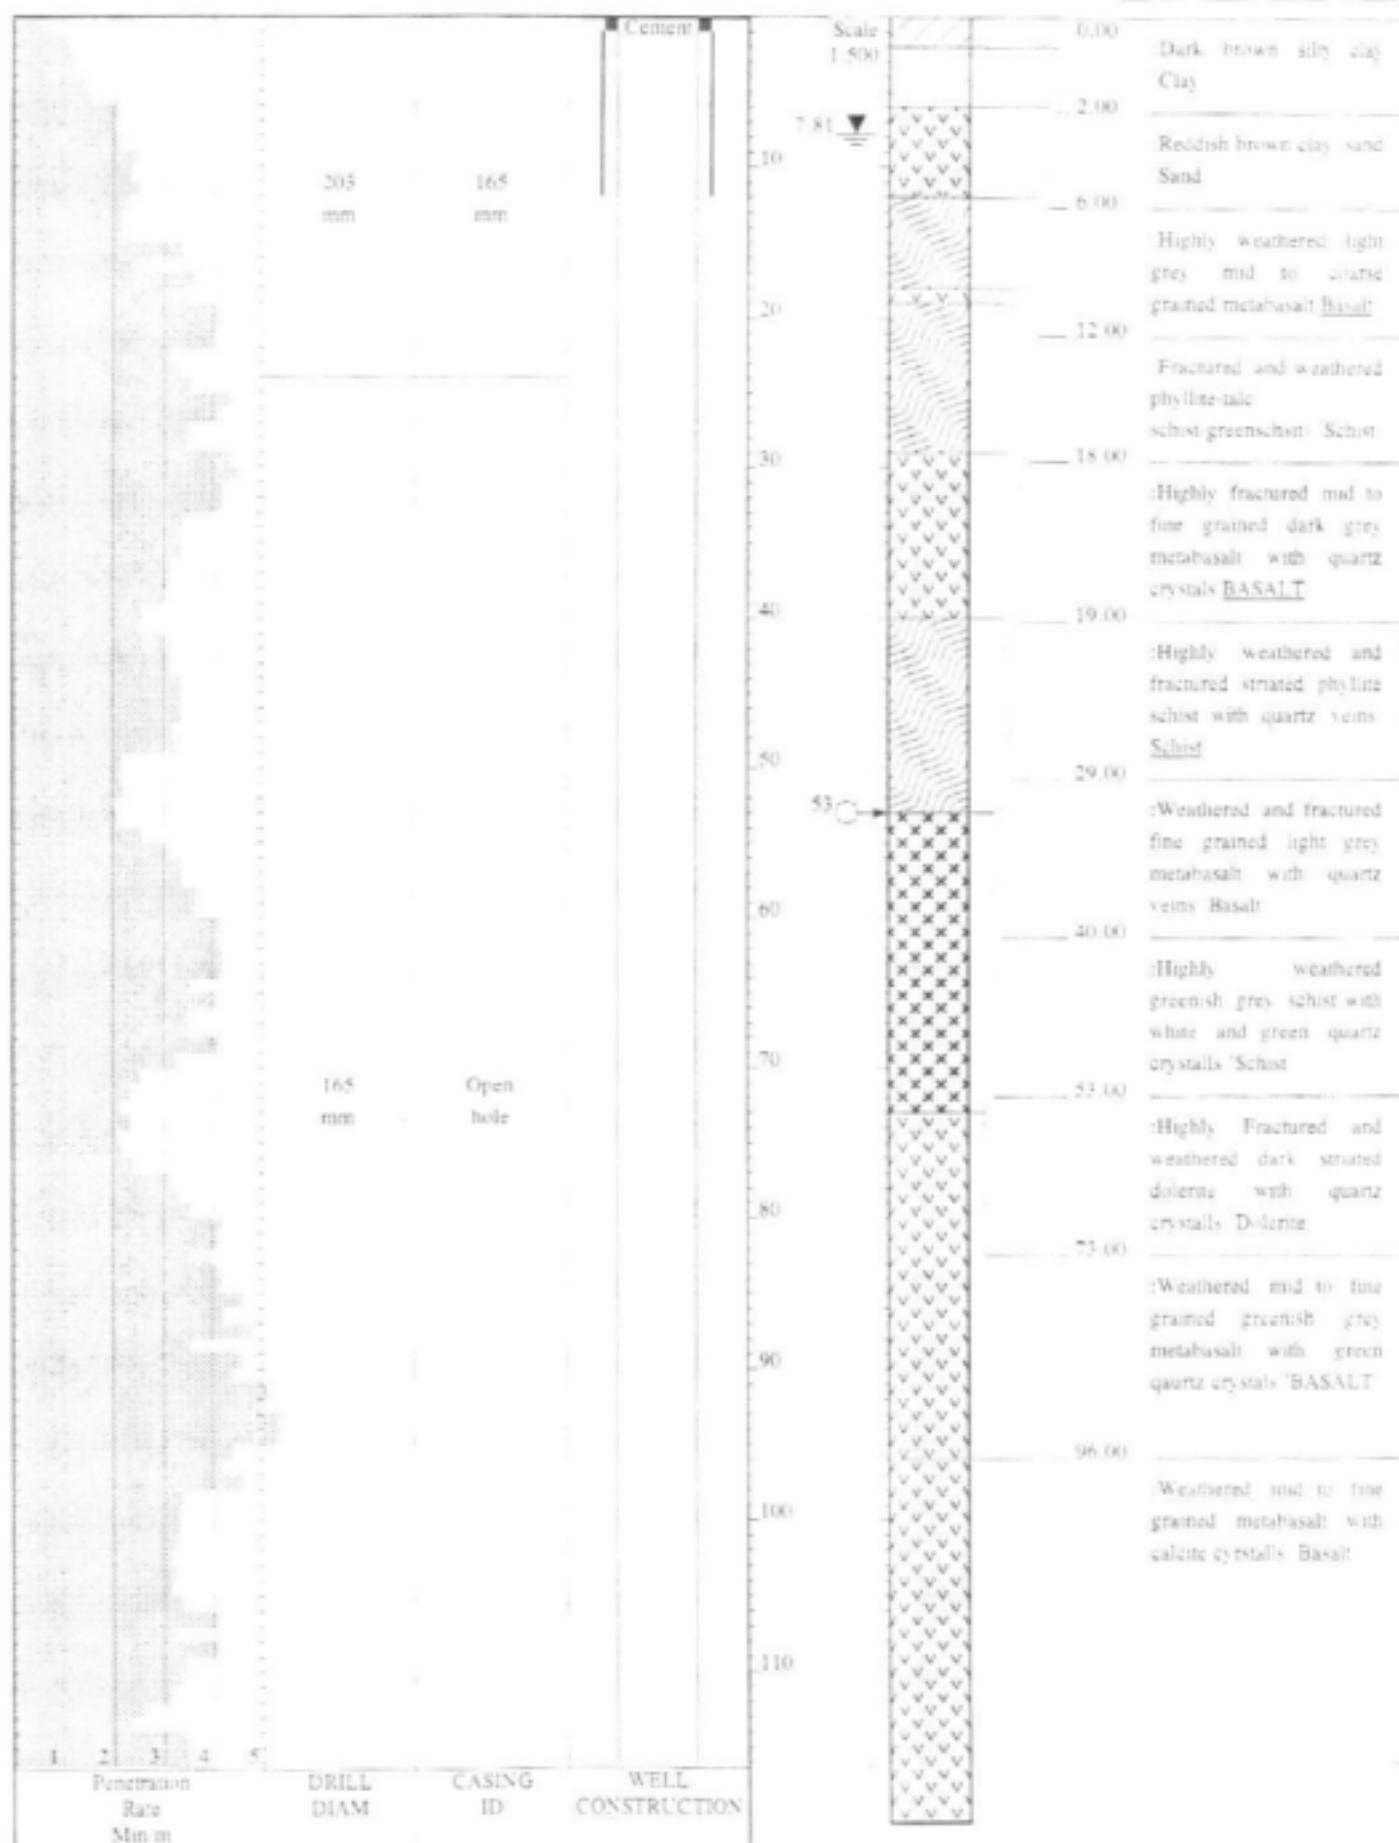 Cement
Scale
1:500
0.00
:Dark brown silty clay
Clay
2.00
7.81
:Reddish brown clay sand
Sand
10
203
mm
165
mm
6.00
:Highly weathered light
grey mid to coarse
grained metabasalt Basalt
20
12.00
:Fractured and weathered
phyllite-talc
Schist
18.00
30
:Highly fractured mid to
fine grained dark grey
metabasalt with quartz
crystals BASALT
40
19.00
:Highly weathered and
fractured striated phyllite
schist with quartz veins
Schist
50
29.00
53
:Weathered and fractured
fine grained light grey
metabasalt with quartz
veins Basalt
60
40.00
:Highly weathered
greenish grey schist with
white and green quartz
crystalls Schist
70
165
mm
Open
hole
53.00
:Highly Fractured and
weathered dark striated
dolerite with quartz
crystalls Dolerite
80
73.00
:Weathered mid to fine
grained greenish grey
metabasalt with green
qaurtz crystals BASALT
90
96.00
:Weathered mid to fine
grained metabasalt with
calcite cyrstalls Basalt
100
110
1 2 3 4 5
Penetration
Rate
Min/m
DRILL
DIAM
CASING
ID
WELL
CONSTRUCTION